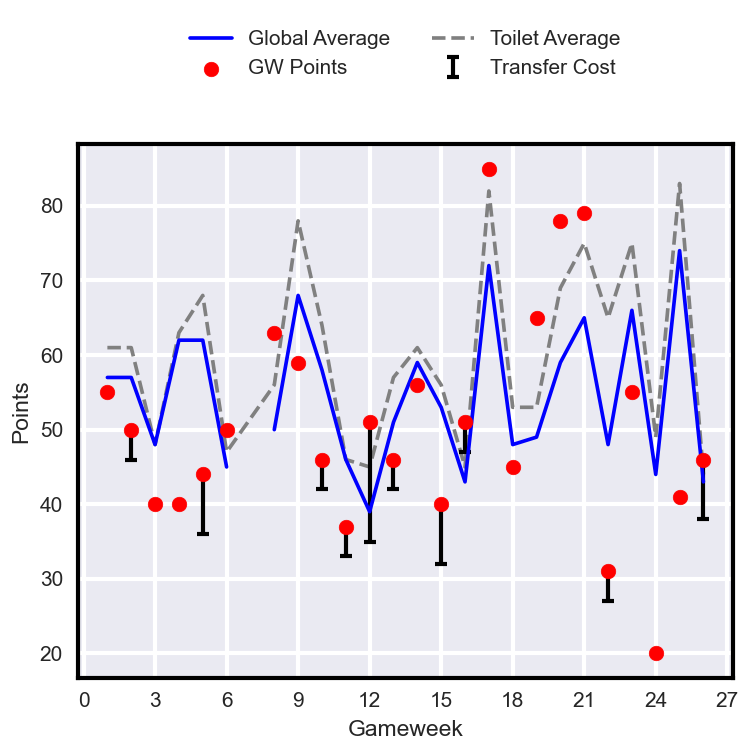 Global Average
Toilet Average
GW Points
Transfer Cost
80
70
60
50
40
30
20
Points
0 3 6 9 12 15 18 21 24 27
Gameweek